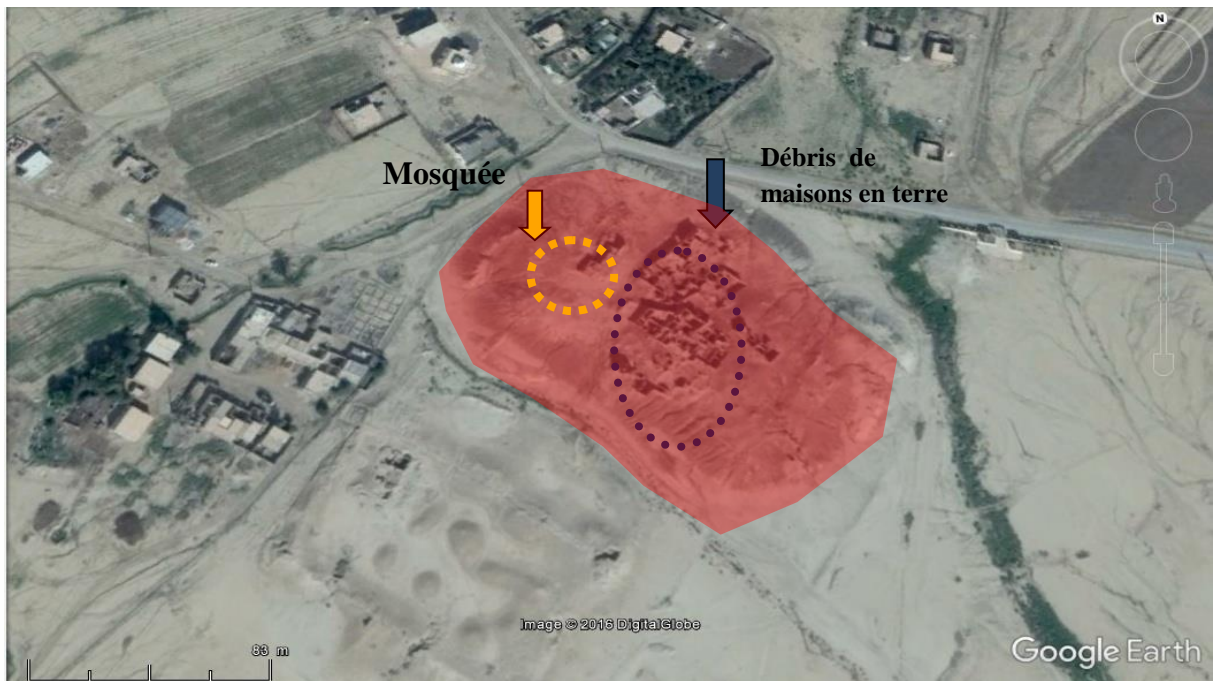 N
Mosquée
Débris de
maisons en terre
Image © 2016 DigitalGlobe
83 m
Google Earth